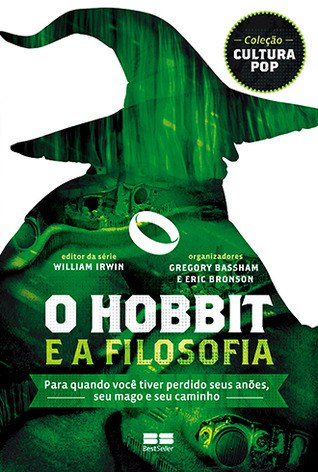 Coleção
CULTURA
POP
editor da série
WILLIAM IRWIN
organizadores
GREGORY BASSHAM
E ERIC BRONSON
O HOBBIT
E A FILOSOFIA
Para quando você tiver perdido seus anões,
seu mago e seu caminho
BestSeller